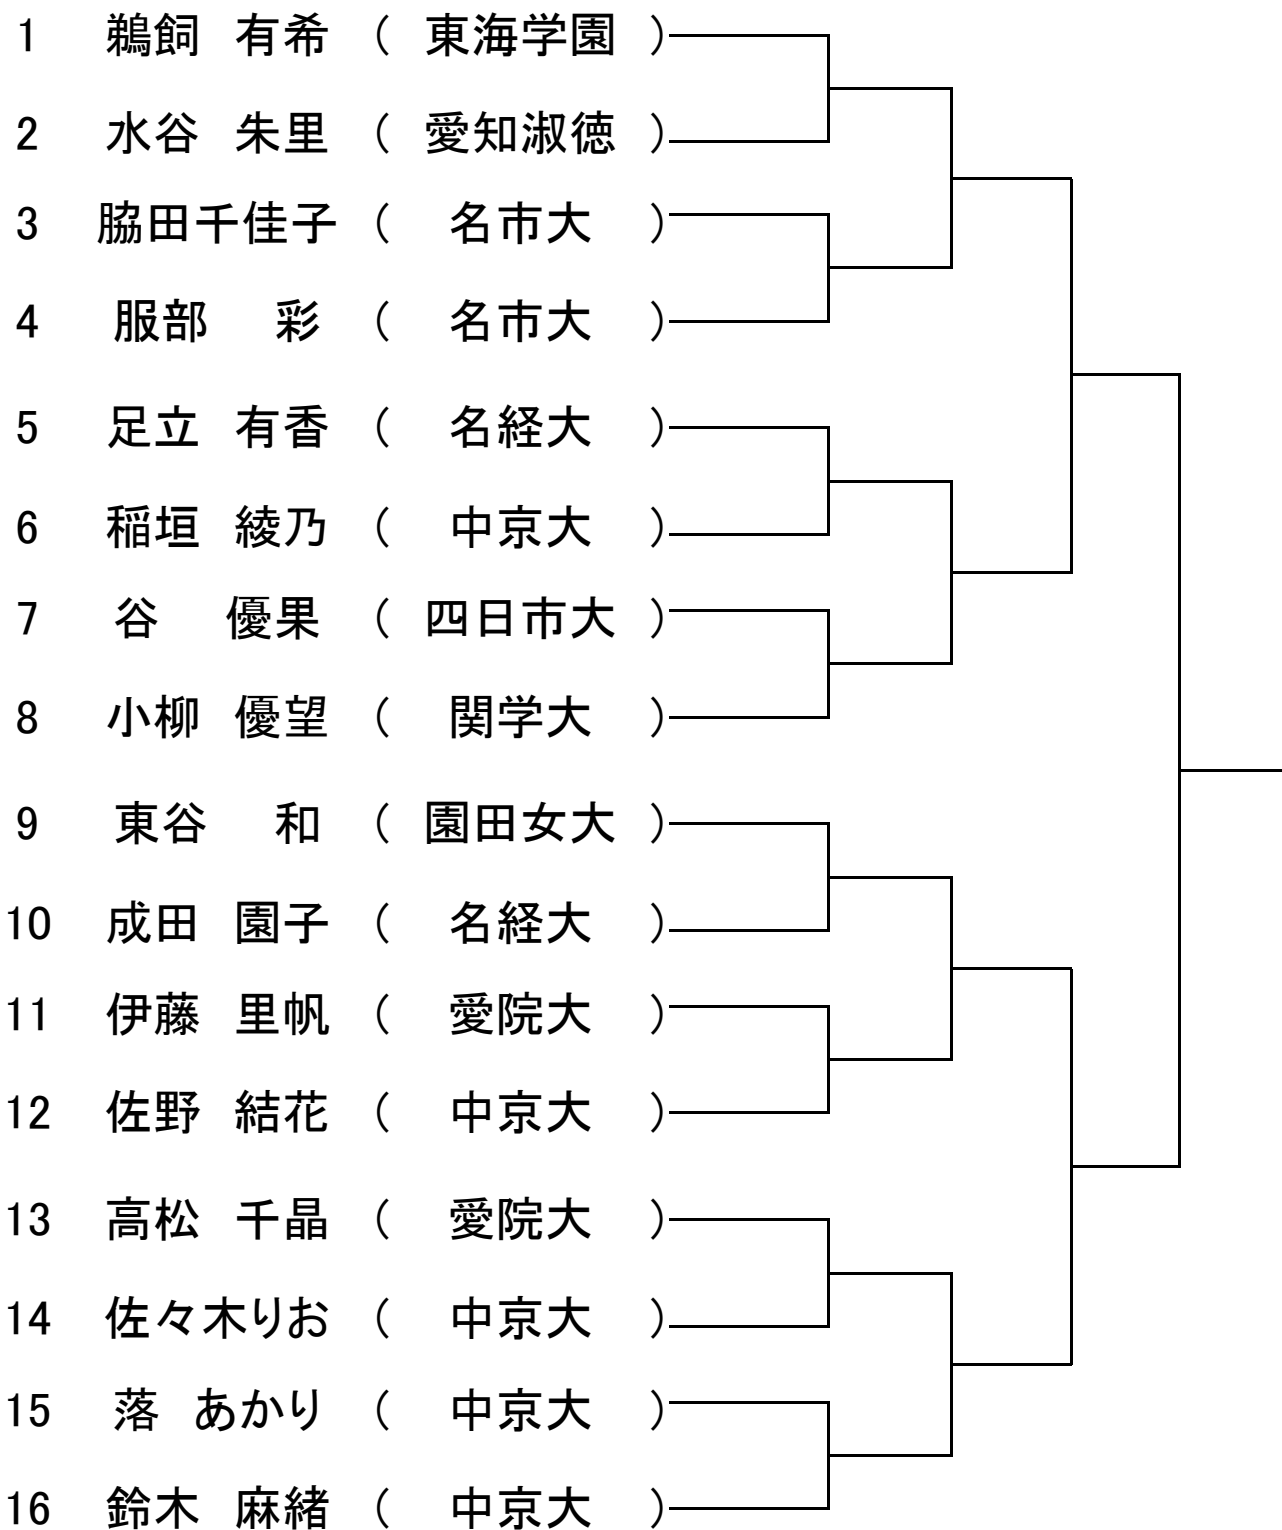 1 鵜飼 有希 ( 東海学園 )
2 水谷 朱里 ( 愛知淑徳 )
3 脇田千佳子 ( 名市大 )
4 服部 彩 ( 名市大 )
5 足立 有香 ( 名経大 )
6 稲垣 綾乃 ( 中京大 )
7 谷 優果 ( 四日市大 )
8 小柳 優望 ( 関学大 )
9 東谷 和 ( 園田女大 )
10 成田 園子 ( 名経大 )
11 伊藤 里帆 ( 愛院大 )
12 佐野 結花 ( 中京大 )
13 高松 千晶 ( 愛院大 )
14 佐々木りお ( 中京大 )
15 落 あかり ( 中京大 )
16 鈴木 麻緒 ( 中京大 )